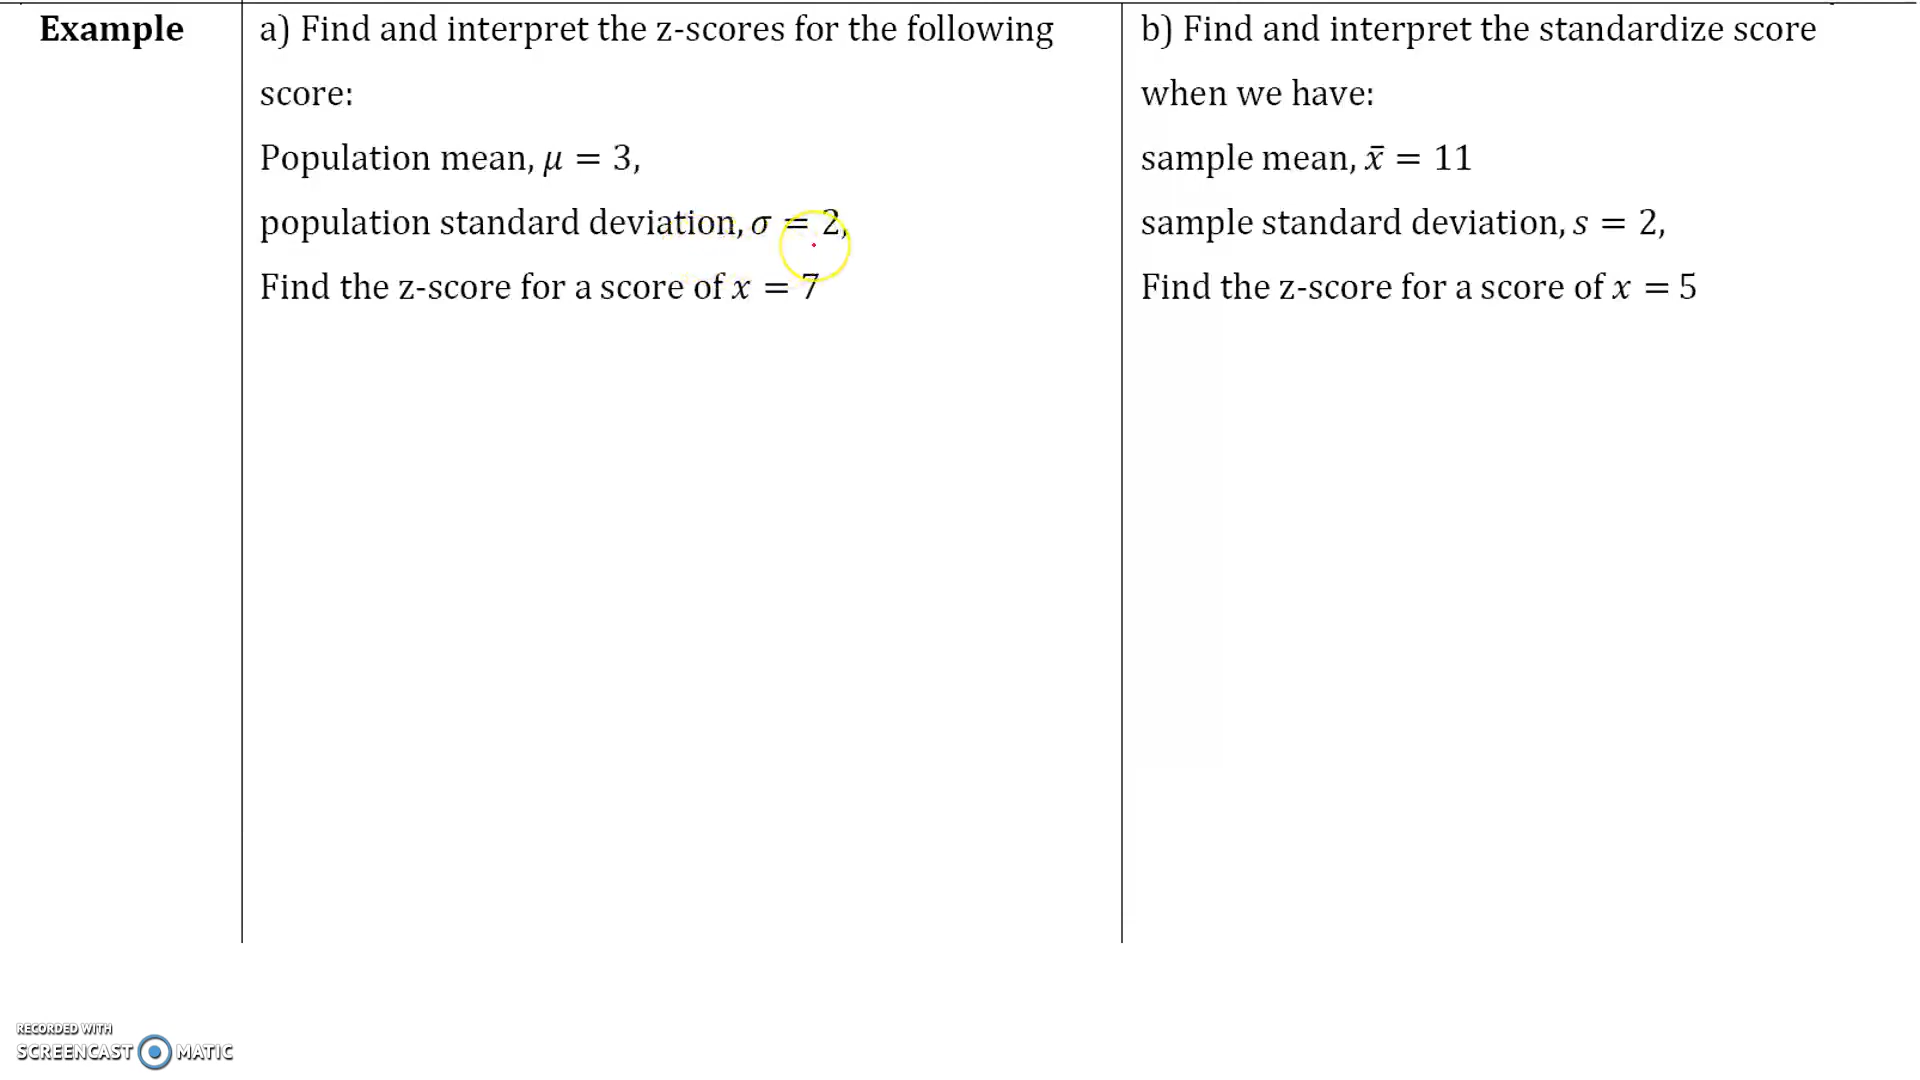 Example
a) Find and interpret the z-scores for the following
score:
Population mean, μ = 3,
population standard deviation, σ = 2,
Find the z-score for a score of x = 7
b) Find and interpret the standardize score
when we have:
sample mean, x̄ = 11
sample standard deviation, s = 2,
Find the z-score for a score of x = 5
RECORDED WITH
SCREENCAST MATIC